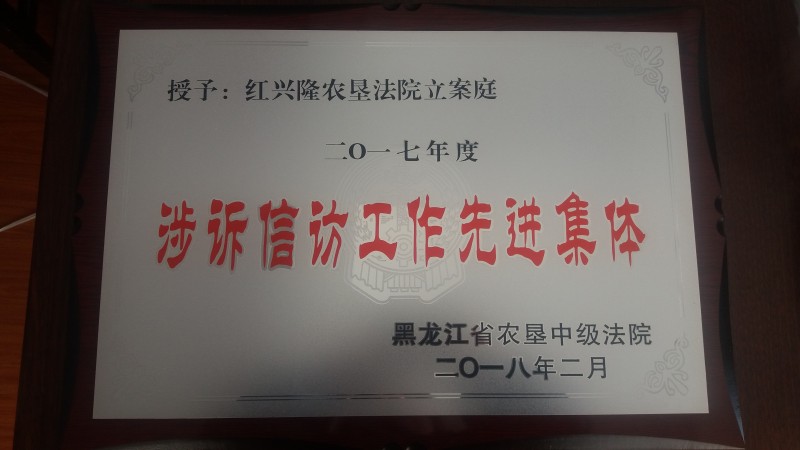 授予：红兴隆农垦法院立案庭
二〇一七年度
涉诉信访工作先进集体
黑龙江省农垦中级法院
二〇一八年二月